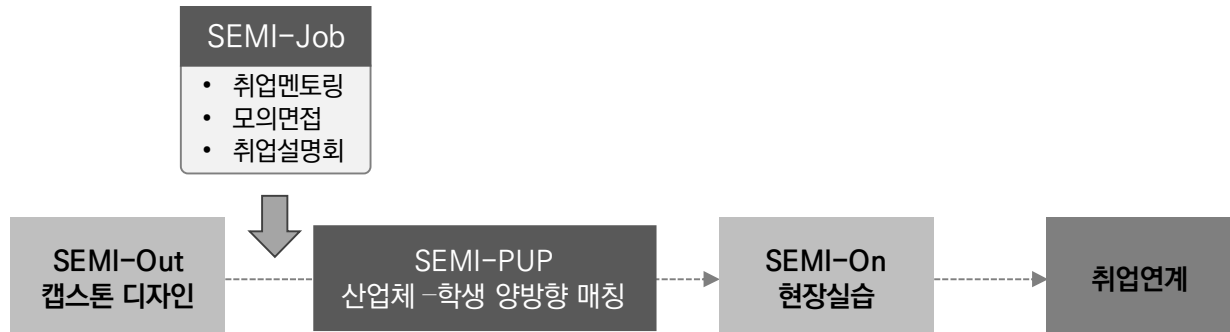 SEMI-Job
• 취업멘토링
• 모의면접
• 취업설명회
SEMI-Out
캡스톤 디자인
SEMI-PUP
산업체 –학생 양방향 매칭
SEMI-On
현장실습
취업연계